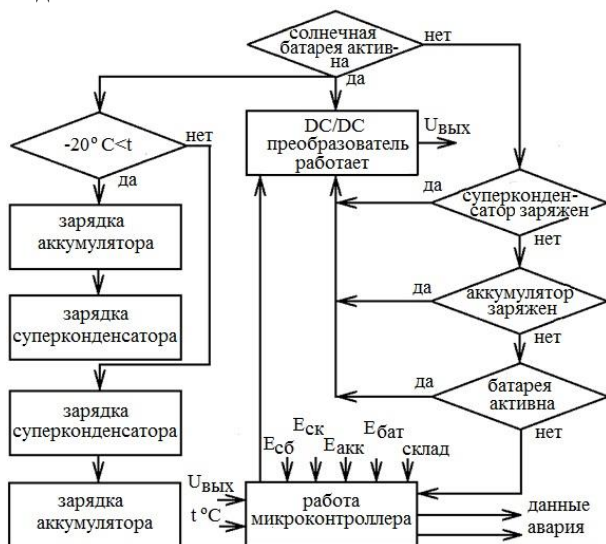 солнечная
батарея актив-
на
нет
да
DC/DC
преобразователь
работает
Uвых
-20° C<t
нет
да
зарядка
аккумулятора
зарядка
суперконденсатора
зарядка
суперконденсатора
зарядка
аккумулятора
да
суперконден-
сатор заряжен
нет
да
аккумулятор
заряжен
нет
да
батарея
активна
нет
Eсб
Eск
Eакк
Eбат
склад
Uвых
t °C
работа
микроконтроллера
данные
авария